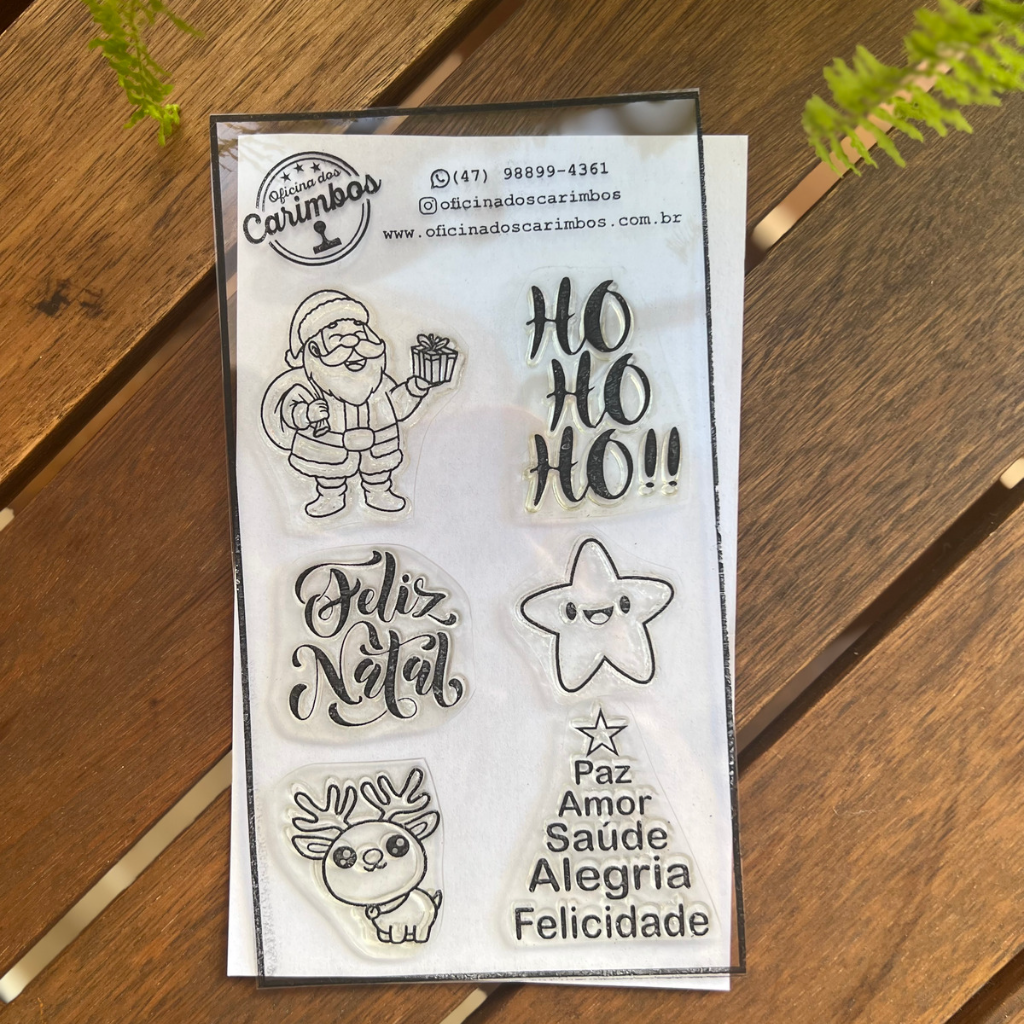 Oficina dos
Carimbos
(47) 98899-4361
oficinadoscarimbos
www.oficinadoscarimbos.com.br
HO
HO
HO!!
Feliz
Natal
Paz
Amor
Saúde
Alegria
Felicidade